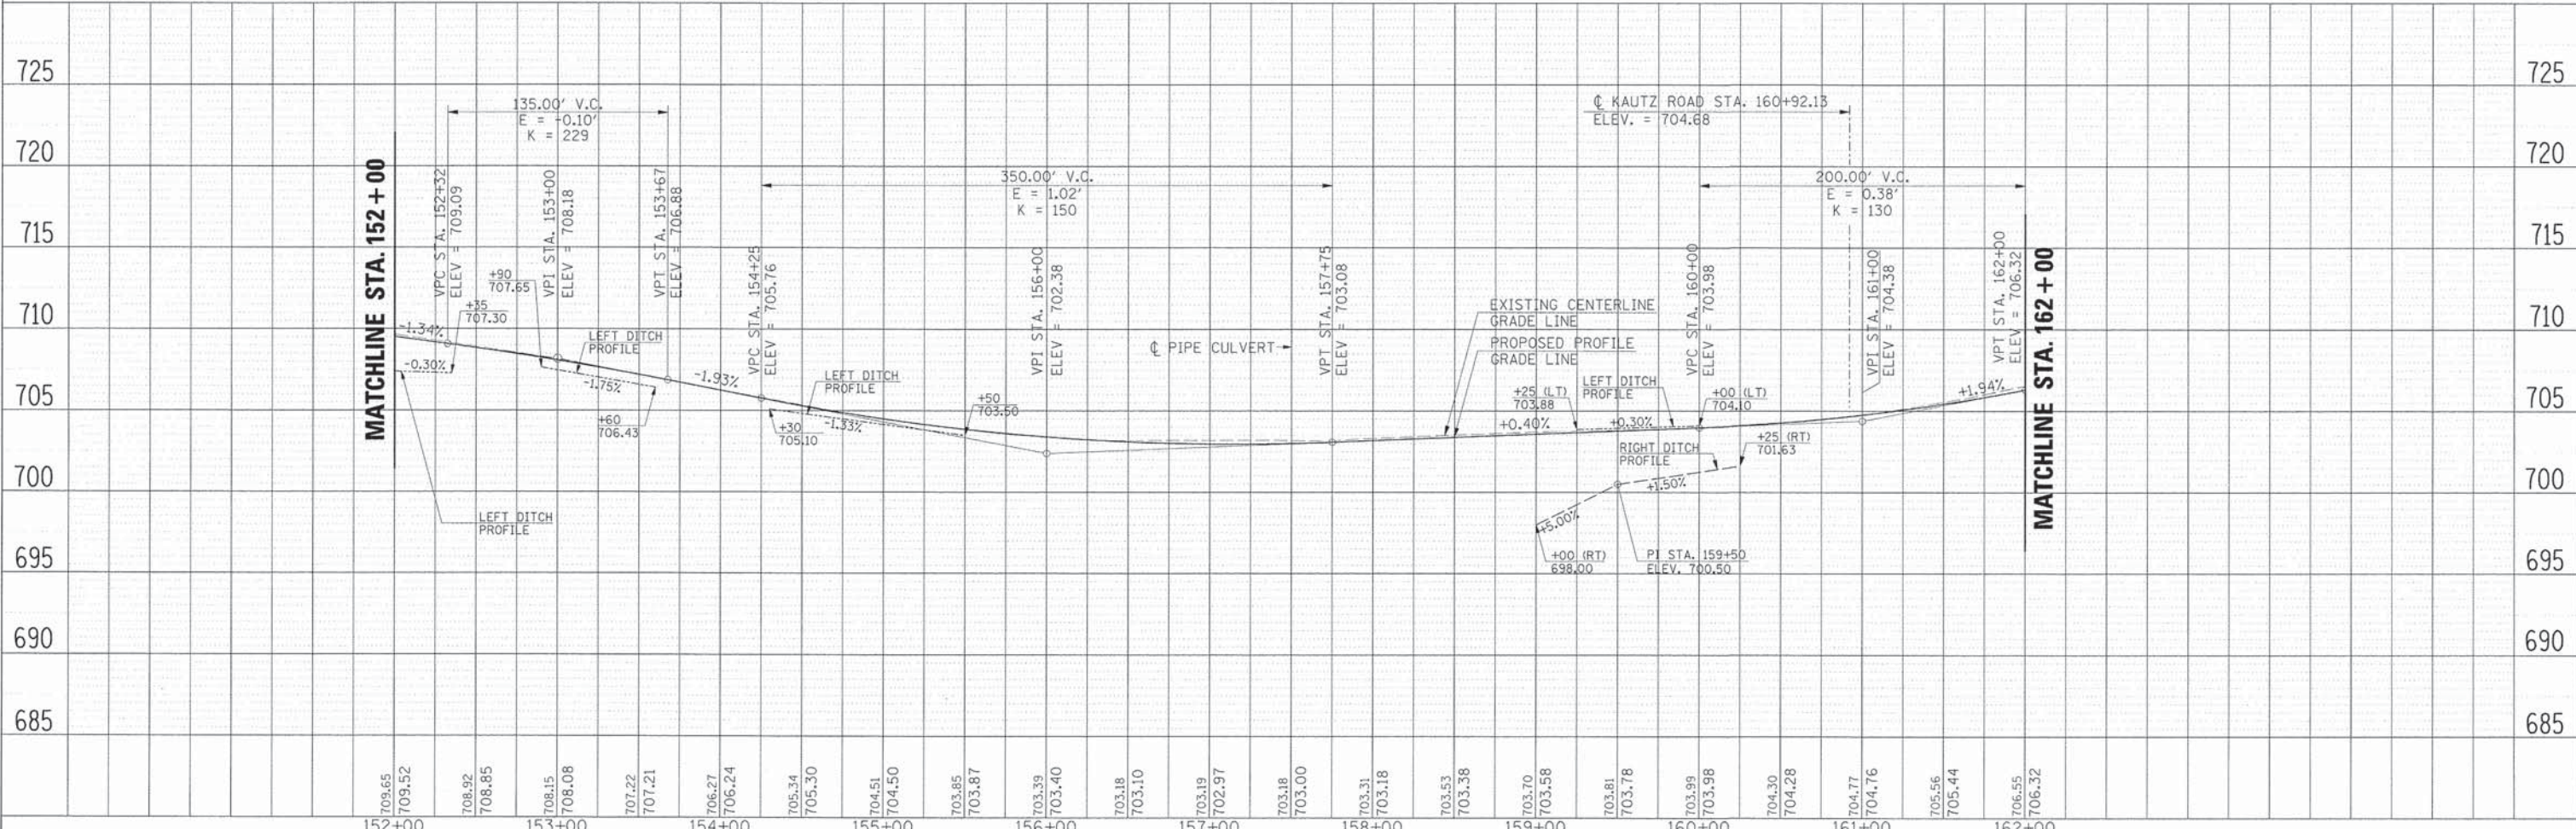 725
720
715
710
705
700
695
690
685
725
720
715
710
705
700
695
690
685
MATCHLINE STA. 152+00
135.00' V.C.
E = -0.10'
K = 229
VPC STA. 152+32
ELEV = 709.09
VPI STA. 153+00
ELEV = 708.18
VPT STA. 153+67
ELEV = 706.88
+90
707.65
+35
707.30
-1.34%
-0.30%
LEFT DITCH
PROFILE
LEFT DITCH
PROFILE
-1.75%
+60
706.43
-1.93%
350.00' V.C.
E = 1.02'
K = 150
VPC STA. 154+25
ELEV = 705.76
VPI STA. 156+00
ELEV = 702.38
VPT STA. 157+75
ELEV = 703.08
LEFT DITCH
PROFILE
+30
705.10
-1.33%
+50
703.50
℄ PIPE CULVERT
EXISTING CENTERLINE
GRADE LINE
PROPOSED PROFILE
GRADE LINE
℄ KAUTZ ROAD STA. 160+92.13
ELEV. = 704.68
200.00' V.C.
E = 0.38'
K = 130
VPC STA. 160+00
ELEV = 703.98
VPI STA. 161+00
ELEV = 704.38
VPT STA. 162+00
ELEV = 706.32
LEFT DITCH
PROFILE
+25 (LT)
703.88
+00 (LT)
704.10
+0.40%
+0.30%
+1.94%
RIGHT DITCH
PROFILE
+25 (RT)
701.63
+1.50%
+5.00%
+00 (RT)
698.00
PI STA. 159+50
ELEV. 700.50
MATCHLINE STA. 162+00
709.65
709.52
708.92
708.85
708.15
708.08
707.22
707.21
706.27
706.24
705.34
705.30
704.51
704.50
703.85
703.87
703.39
703.40
703.18
703.10
703.19
702.97
703.18
703.00
703.31
703.18
703.53
703.38
703.70
703.58
703.81
703.78
703.99
703.98
704.30
704.28
704.77
704.76
705.56
705.44
706.55
706.32
152+00
153+00
154+00
155+00
156+00
157+00
158+00
159+00
160+00
161+00
162+00